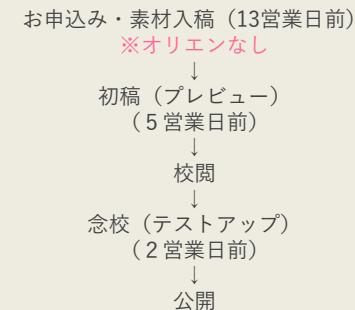 お申込み・素材入稿（13営業日前）
※オリエンなし
↓
初稿（プレビュー）
（５営業日前）
↓
校閲
↓
念校（テストアップ）
（２営業日前）
↓
公開